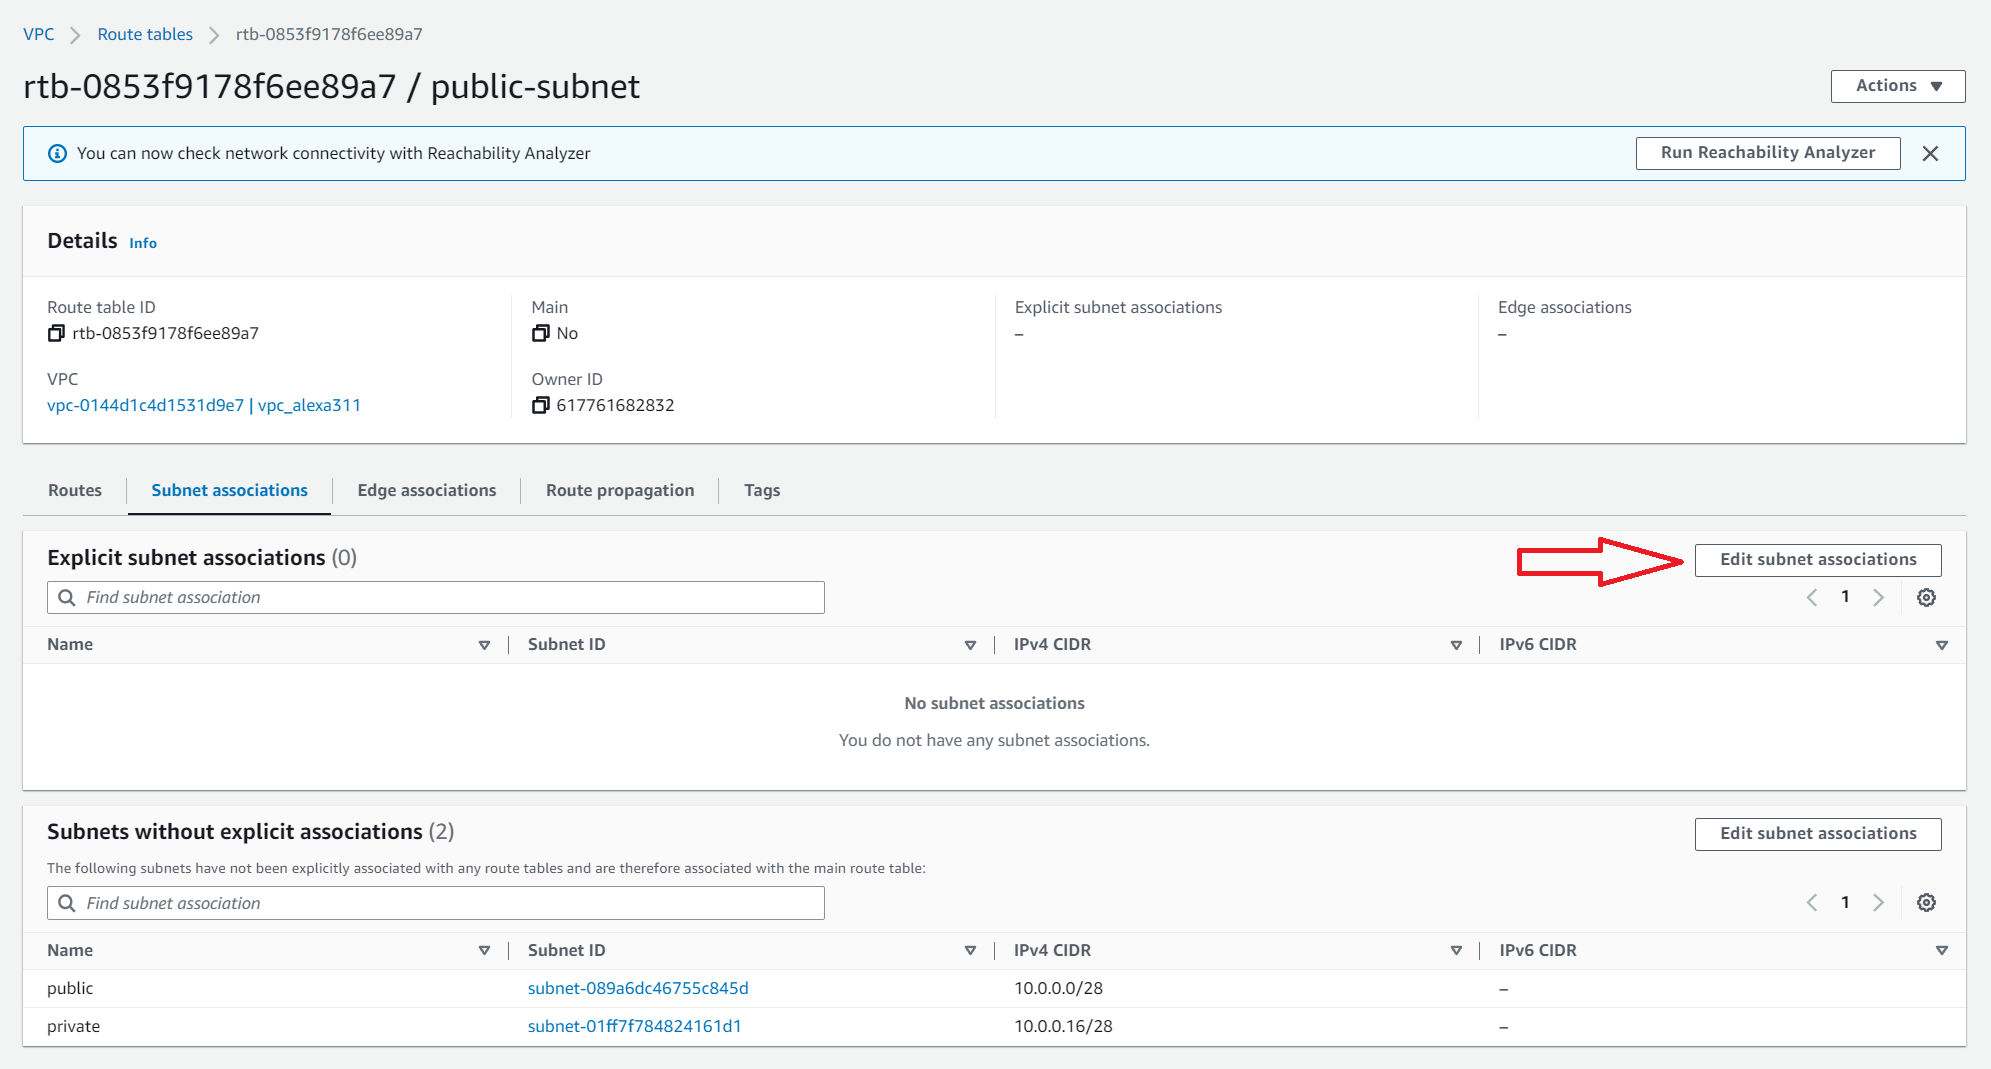 VPC > Route tables > rtb-0853f9178f6ee89a7
rtb-0853f9178f6ee89a7 / public-subnet
Actions
You can now check network connectivity with Reachability Analyzer
Run Reachability Analyzer
Details Info
Route table ID
rtb-0853f9178f6ee89a7
Main
No
Explicit subnet associations
–
Edge associations
–
VPC
vpc-0144d1c4d1531d9e7 | vpc_alexa311
Owner ID
617761682832
Routes Subnet associations Edge associations Route propagation Tags
Explicit subnet associations (0)
Edit subnet associations
Find subnet association
1
Name Subnet ID IPv4 CIDR IPv6 CIDR
No subnet associations
You do not have any subnet associations.
Subnets without explicit associations (2)
Edit subnet associations
The following subnets have not been explicitly associated with any route tables and are therefore associated with the main route table:
Find subnet association
1
Name Subnet ID IPv4 CIDR IPv6 CIDR
public subnet-089a6dc46755c845d 10.0.0.0/28 –
private subnet-01ff7f784824161d1 10.0.0.16/28 –